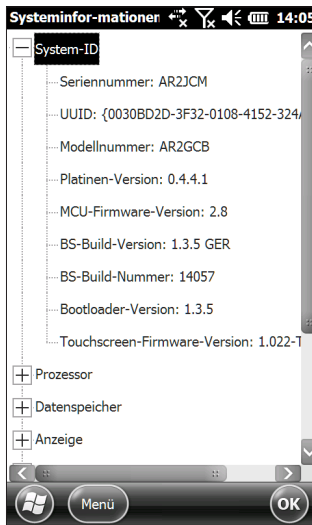 Systeminfor-mationen 14:05
System-ID
Seriennummer: AR2JCM
UUID: {0030BD2D-3F32-0108-4152-324
Modellnummer: AR2GCB
Platinen-Version: 0.4.4.1
MCU-Firmware-Version: 2.8
BS-Build-Version: 1.3.5 GER
BS-Build-Nummer: 14057
Bootloader-Version: 1.3.5
Touchscreen-Firmware-Version: 1.022-T
Prozessor
Datenspeicher
Anzeige
Menü OK